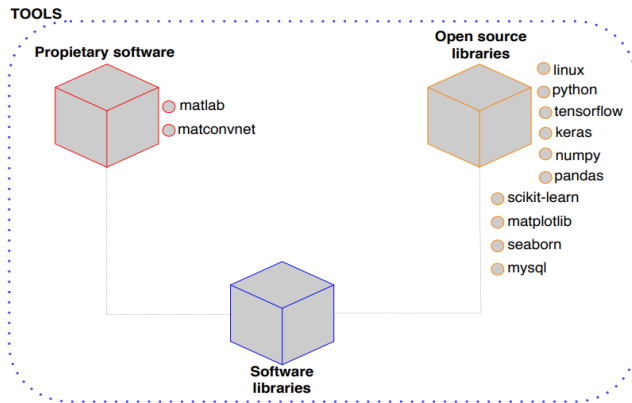 TOOLS
Propietary software
matlab
matconvnet
Open source
libraries
linux
python
tensorflow
keras
numpy
pandas
scikit-learn
matplotlib
seaborn
mysql
Software
libraries